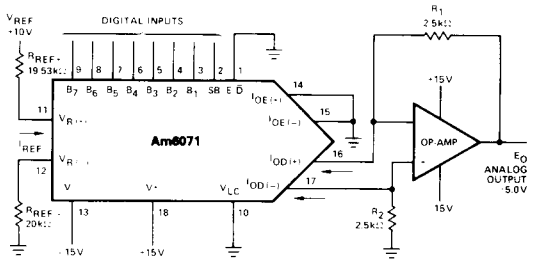 DIGITAL INPUTS
VREF
+10V
RREF+
19.53kΩ
9 8 7 6 5 4 3 2 1
B7 B6 B5 B4 B3 B2 B1 SB E/D̄
11
VR(+)
IREF
12
VR(−)
RREF −
20kΩ
Am6071
IOE(+)
14
IOE(−)
15
IOD(+)
16
IOD(−)
17
V−
V+
VLC
13
18
10
-15V
+15V
R1
2.5kΩ
+15V
OP-AMP
-
15V
R2
2.5kΩ
EO
ANALOG
OUTPUT
±5.0V